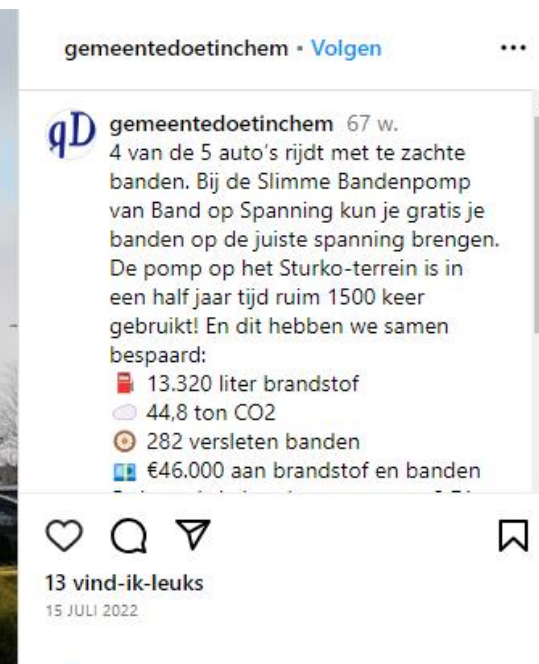 gemeentedoetinchem • Volgen
gemeentedoetinchem 67 w.
4 van de 5 auto's rijdt met te zachte
banden. Bij de Slimme Bandenpomp
van Band op Spanning kun je gratis je
banden op de juiste spanning brengen.
De pomp op het Sturko-terrein is in
een half jaar tijd ruim 1500 keer
gebruikt! En dit hebben we samen
bespaard:
13.320 liter brandstof
44,8 ton CO2
282 versleten banden
€46.000 aan brandstof en banden
13 vind-ik-leuks
15 JULI 2022